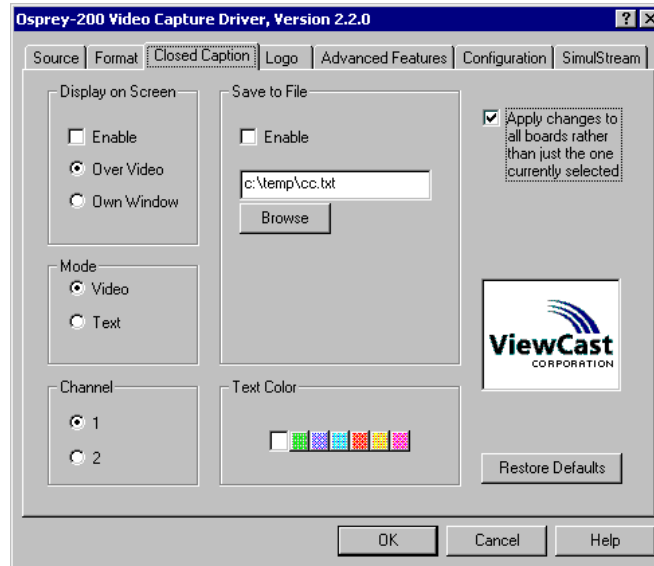 Osprey-200 Video Capture Driver, Version 2.2.0
Source Format Closed Caption Logo Advanced Features Configuration SimulStream
Display on Screen
Enable
Over Video
Own Window
Save to File
Enable
c:\temp\cc.txt
Browse
Apply changes to
all boards rather
than just the one
currently selected
Mode
Video
Text
ViewCast
CORPORATION
Channel
1
2
Text Color
Restore Defaults
OK Cancel Help